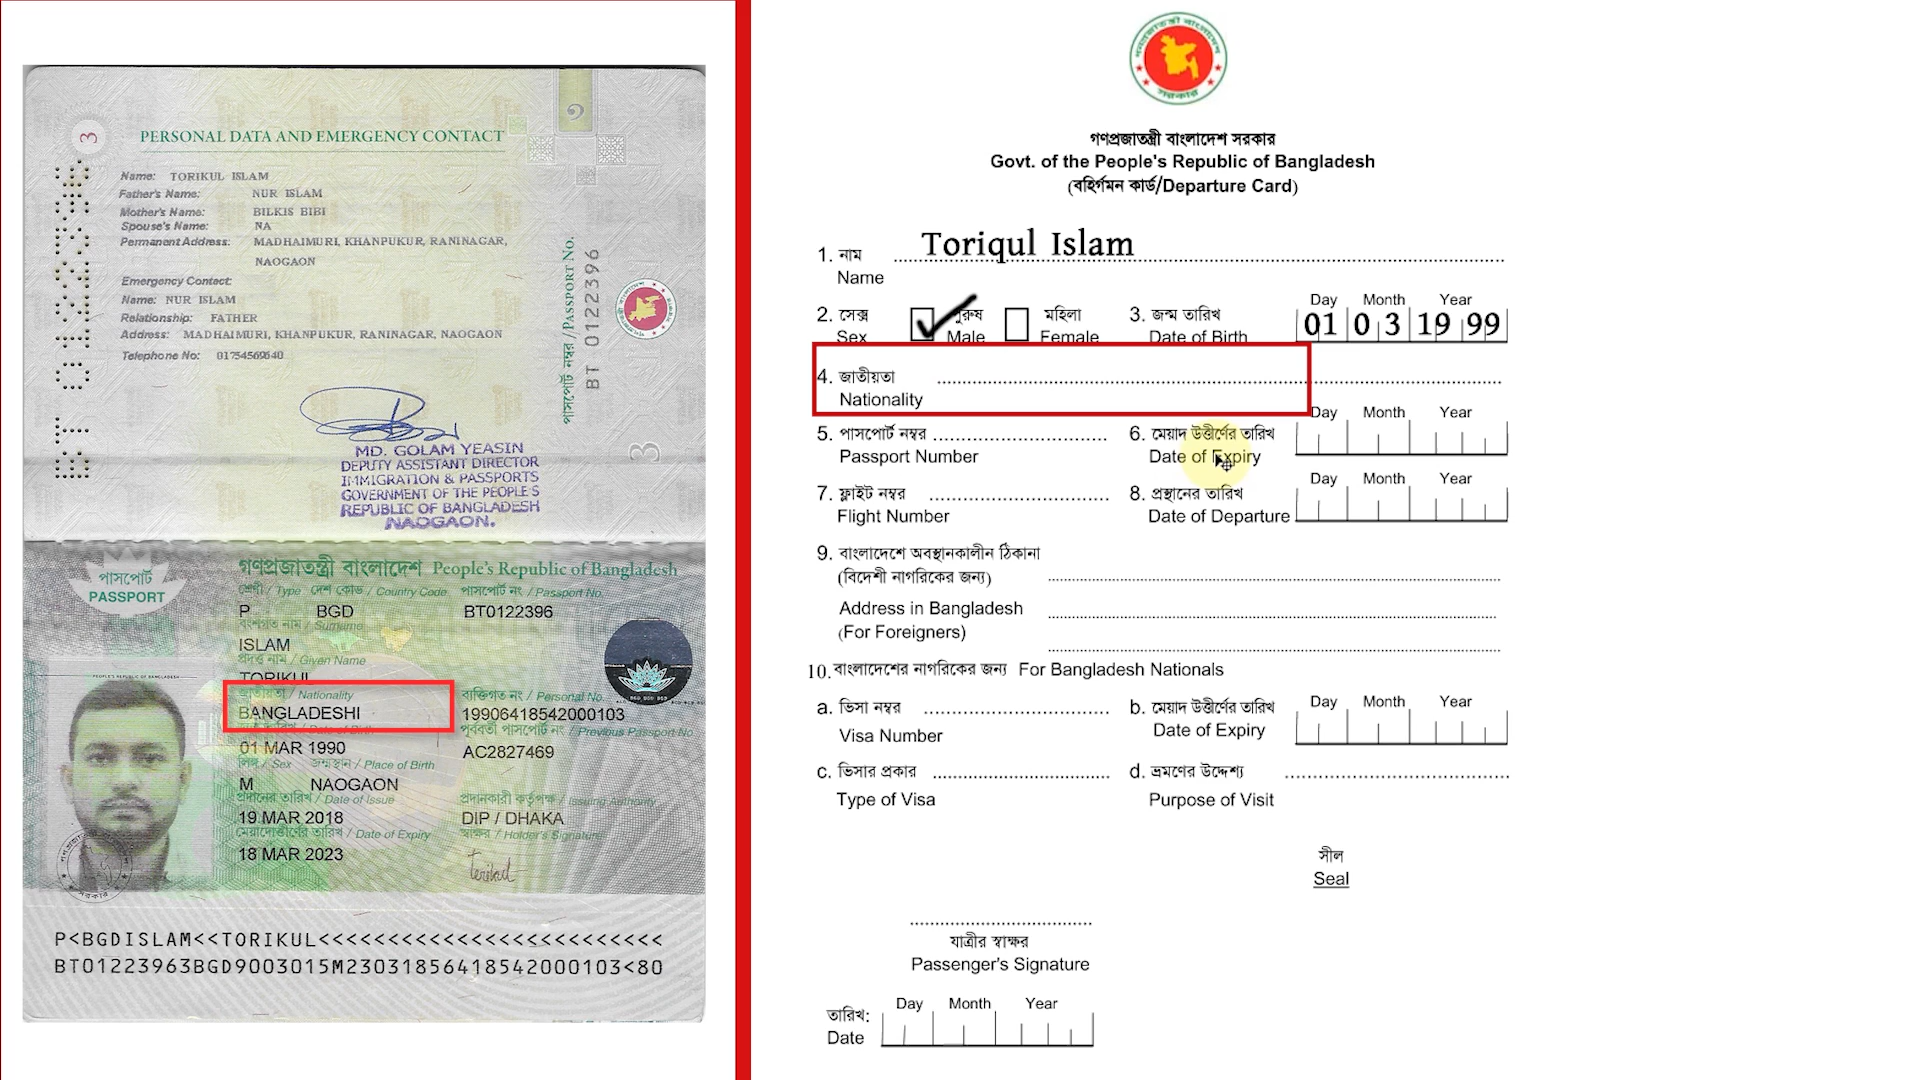 3
PERSONAL DATA AND EMERGENCY CONTACT
Name: TORIKUL ISLAM
Father's Name: NUR ISLAM
Mother's Name: BILKIS BIBI
Spouse's Name: NA
Permanent Address: MADHAIMURI, KHANPUKUR, RANINAGAR,
NAOGAON
Emergency Contact:
Name: NUR ISLAM
Relationship: FATHER
Address: MADHAIMURI, KHANPUKUR, RANINAGAR, NAOGAON
Telephone No: 01754569640
BT 0122396
পাসপোর্ট নম্বর / PASSPORT No.
BT 0122396
3
MD. GOLAM YEASIN
DEPUTY ASSISTANT DIRECTOR
IMMIGRATION & PASSPORTS
GOVERNMENT OF THE PEOPLE'S
REPUBLIC OF BANGLADESH
NAOGAON.
পাসপোর্ট
PASSPORT
গণপ্রজাতন্ত্রী বাংলাদেশ People's Republic of Bangladesh
শ্রেণী / Type দেশ কোড / Country Code পাসপোর্ট নং / Passport No.
P BGD BT0122396
বংশগত নাম / Surname
ISLAM
প্রদত্ত নাম / Given Name
TORIKUL
জাতীয়তা / Nationality ব্যক্তিগত নং / Personal No.
BANGLADESHI 19906418542000103
Date of Birth পূর্ববর্তী পাসপোর্ট নং / Previous Passport No
01 MAR 1990 AC2827469
লিঙ্গ / Sex জন্মস্থান / Place of Birth
M NAOGAON
প্রদানের তারিখ / Date of Issue প্রদানকারী কর্তৃপক্ষ / Issuing Authority
19 MAR 2018 DIP / DHAKA
মেয়াদোত্তীর্ণের তারিখ / Date of Expiry স্বাক্ষর / Holder's Signature
18 MAR 2023
P<BGDISLAM<<TORIKUL<<<<<<<<<<<<<<<<<<<<<<<<<
BT01223963BGD9003015M230318564185420001​03<80
গণপ্রজাতন্ত্রী বাংলাদেশ সরকার
গণপ্রজাতন্ত্রী বাংলাদেশ সরকার
Govt. of the People's Republic of Bangladesh
(বহির্গমন কার্ড/Departure Card)
1. নাম Toriqul Islam
Name
2. সেক্স পুরুষ মহিলা 3. জন্ম তারিখ Day Month Year
Sex Male Female Date of Birth 01 03 1999
4. জাতীয়তা
Nationality
5. পাসপোর্ট নম্বর 6. মেয়াদ উত্তীর্ণের তারিখ Day Month Year
Passport Number Date of Expiry
7. ফ্লাইট নম্বর 8. প্রস্থানের তারিখ Day Month Year
Flight Number Date of Departure
9. বাংলাদেশে অবস্থানকালীন ঠিকানা
(বিদেশী নাগরিকের জন্য)
Address in Bangladesh
(For Foreigners)
10. বাংলাদেশের নাগরিকের জন্য For Bangladesh Nationals
a. ভিসা নম্বর b. মেয়াদ উত্তীর্ণের তারিখ Day Month Year
Visa Number Date of Expiry
c. ভিসার প্রকার d. ভ্রমণের উদ্দেশ্য
Type of Visa Purpose of Visit
সীল
Seal
যাত্রীর স্বাক্ষর
Passenger's Signature
তারিখ: Day Month Year
Date